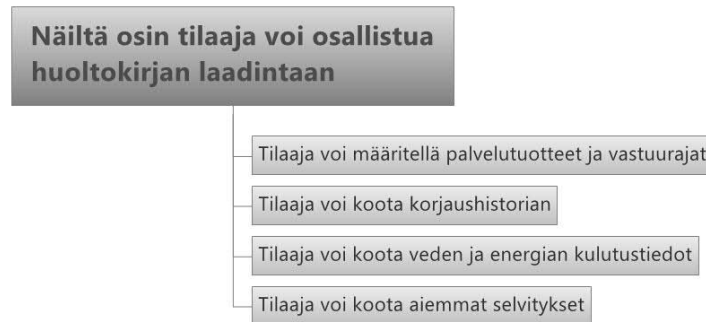 Näiltä osin tilaaja voi osallistua
huoltokirjan laadintaan
Tilaaja voi määritellä palvelutuotteet ja vastuurajat
Tilaaja voi koota korjaushistorian
Tilaaja voi koota veden ja energian kulutustiedot
Tilaaja voi koota aiemmat selvitykset